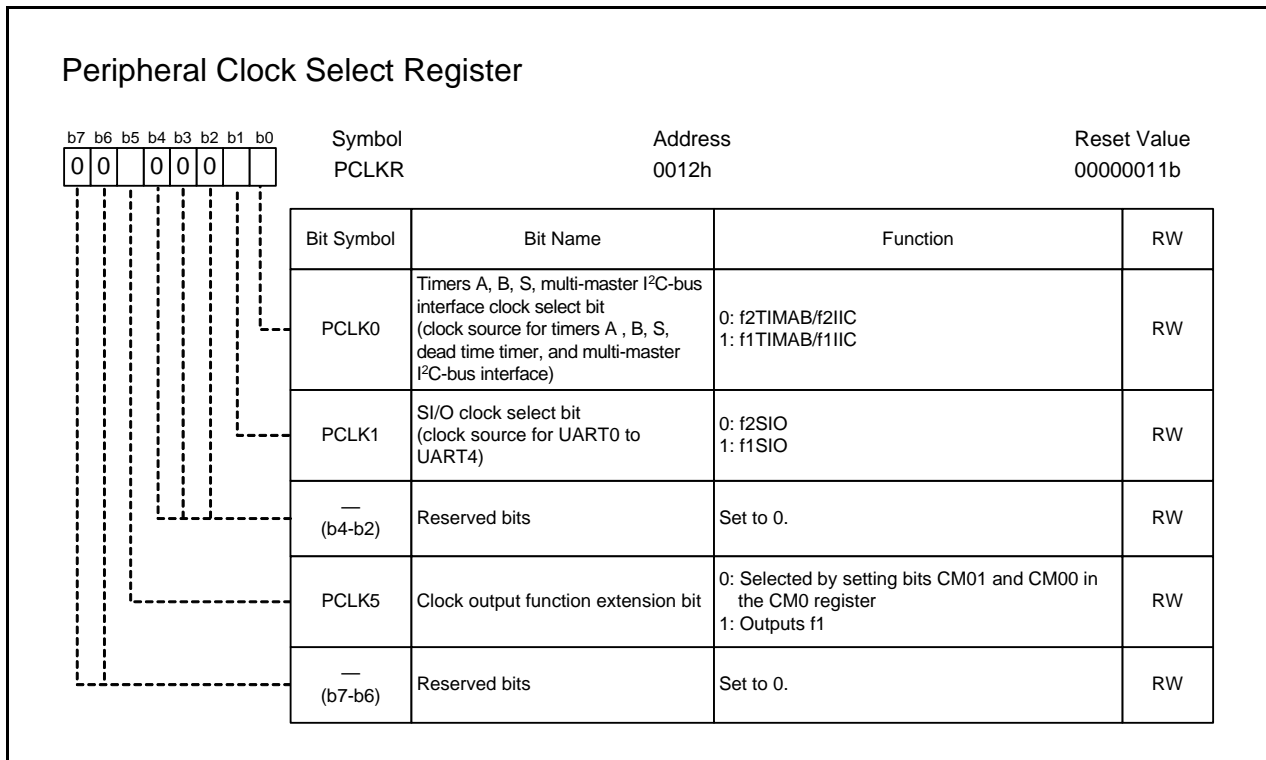 Peripheral Clock Select Register
b7 b6 b5 b4 b3 b2 b1 b0
Symbol Address Reset Value
0 0 0 0 0
PCLKR 0012h 00000011b
Bit Symbol Bit Name Function RW
PCLK0
Timers A, B, S, multi-master I²C-bus
interface clock select bit
(clock source for timers A , B, S,
dead time timer, and multi-master
I²C-bus interface)
0: f2TIMAB/f2IIC
1: f1TIMAB/f1IIC
RW
PCLK1
SI/O clock select bit
(clock source for UART0 to
UART4)
0: f2SIO
1: f1SIO
RW
—
(b4-b2)
Reserved bits
Set to 0.
RW
PCLK5
Clock output function extension bit
0: Selected by setting bits CM01 and CM00 in
the CM0 register
1: Outputs f1
RW
—
(b7-b6)
Reserved bits
Set to 0.
RW